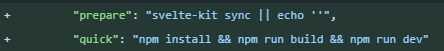 + "prepare": "svelte-kit sync || echo ''",
+ "quick": "npm install && npm run build && npm run dev"